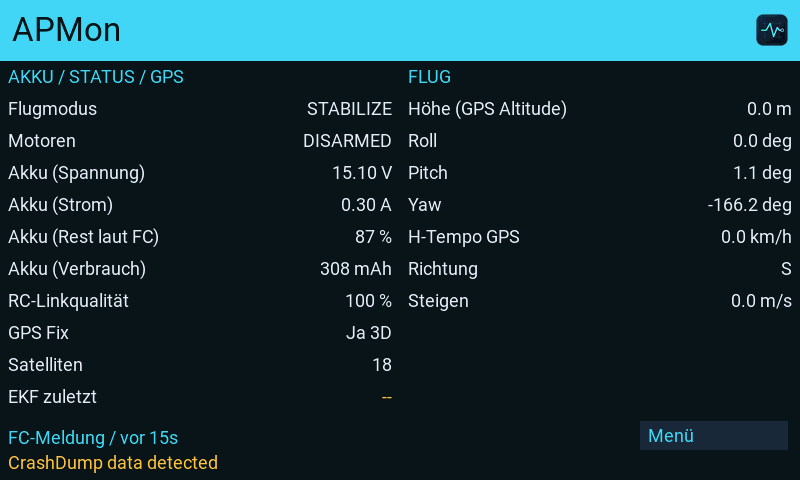 APMon
AKKU / STATUS / GPS
Flugmodus STABILIZE
Motoren DISARMED
Akku (Spannung) 15.10 V
Akku (Strom) 0.30 A
Akku (Rest laut FC) 87 %
Akku (Verbrauch) 308 mAh
RC-Linkqualität 100 %
GPS Fix Ja 3D
Satelliten 18
EKF zuletzt --
FLUG
Höhe (GPS Altitude) 0.0 m
Roll 0.0 deg
Pitch 1.1 deg
Yaw -166.2 deg
H-Tempo GPS 0.0 km/h
Richtung S
Steigen 0.0 m/s
FC-Meldung / vor 15s
CrashDump data detected
Menü